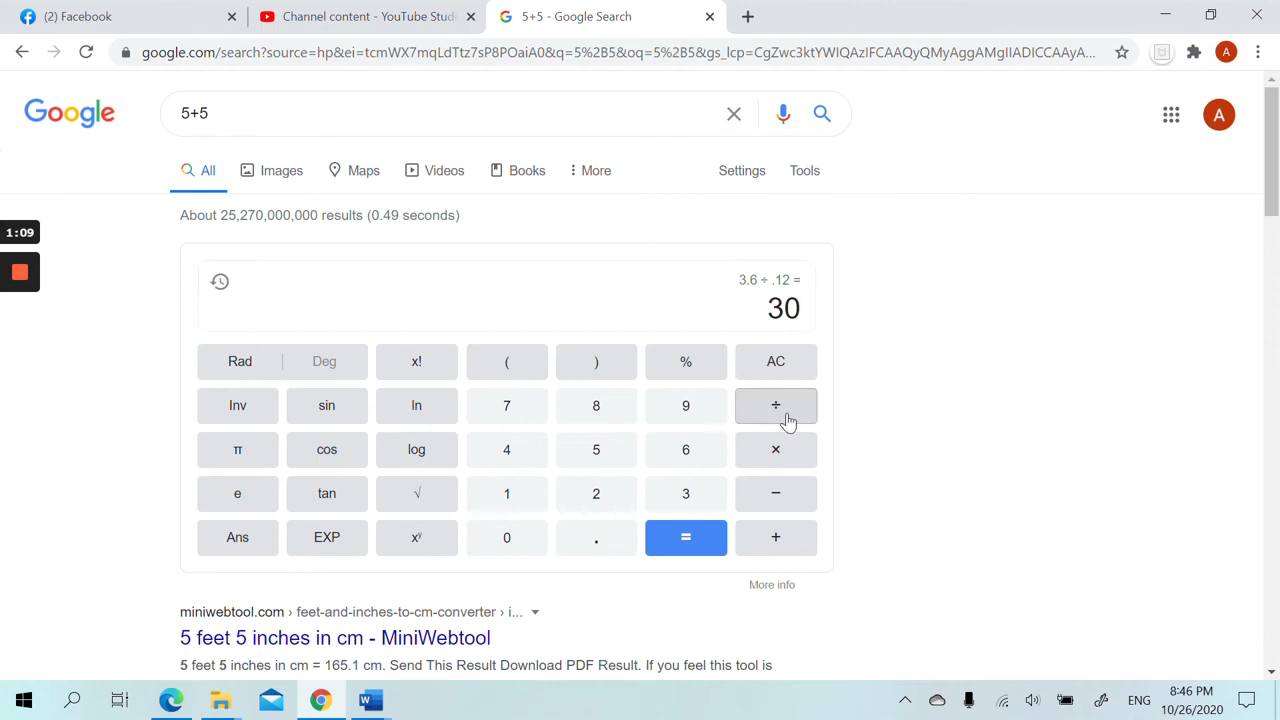 (2) Facebook
Channel content - YouTube Studi
5+5 - Google Search
google.com/search?source=hp&ei=tcmWX7mqLdTtz7sP8POItA0&q=5%2B5&oq=5%2B5&gs_lcp=CgZwc3ktYWIQAzIFCAAQyQMyAggAMgIIADICCAAyA...
A
Google
5+5
A
All
Images
Maps
Videos
Books
More
Settings
Tools
About 25,270,000,000 results (0.49 seconds)
1:09
3.6 ÷ .12 =
30
Rad
Deg
x!
(
)
%
AC
Inv
sin
ln
7
8
9
÷
π
cos
log
4
5
6
×
e
tan
√
1
2
3
−
Ans
EXP
xʸ
0
.
=
+
More info
miniwebtool.com › feet-and-inches-to-cm-converter › i...
5 feet 5 inches in cm - MiniWebtool
5 feet 5 inches in cm = 165.1 cm. Send This Result Download PDF Result. If you feel this tool is
ENG
8:46 PM
10/26/2020